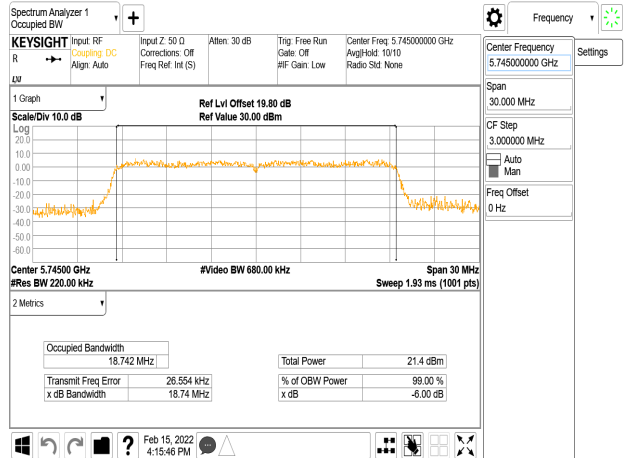 Spectrum Analyzer 1
Occupied BW
Frequency
KEYSIGHT
R
Input: RF
Coupling: DC
Align: Auto
Input Z: 50 Ω
Corrections: Off
Freq Ref: Int (S)
Atten: 30 dB
Trig: Free Run
Gate: Off
#IF Gain: Low
Center Freq: 5.745000000 GHz
Avg|Hold: 10/10
Radio Std: None
Center Frequency
5.745000000 GHz
Settings
Span
30.000 MHz
CF Step
3.000000 MHz
Auto
Man
Freq Offset
0 Hz
1 Graph
Ref Lvl Offset 19.80 dB
Scale/Div 10.0 dB
Ref Value 30.00 dBm
Log
20.0
10.0
0.00
-10.0
-20.0
-30.0
-40.0
-50.0
-60.0
Center 5.74500 GHz
#Video BW 680.00 kHz
Span 30 MHz
#Res BW 220.00 kHz
Sweep 1.93 ms (1001 pts)
2 Metrics
Occupied Bandwidth
18.742 MHz
Total Power
21.4 dBm
Transmit Freq Error
26.554 kHz
% of OBW Power
99.00 %
x dB Bandwidth
18.74 MHz
x dB
-6.00 dB
Feb 15, 2022
4:15:46 PM